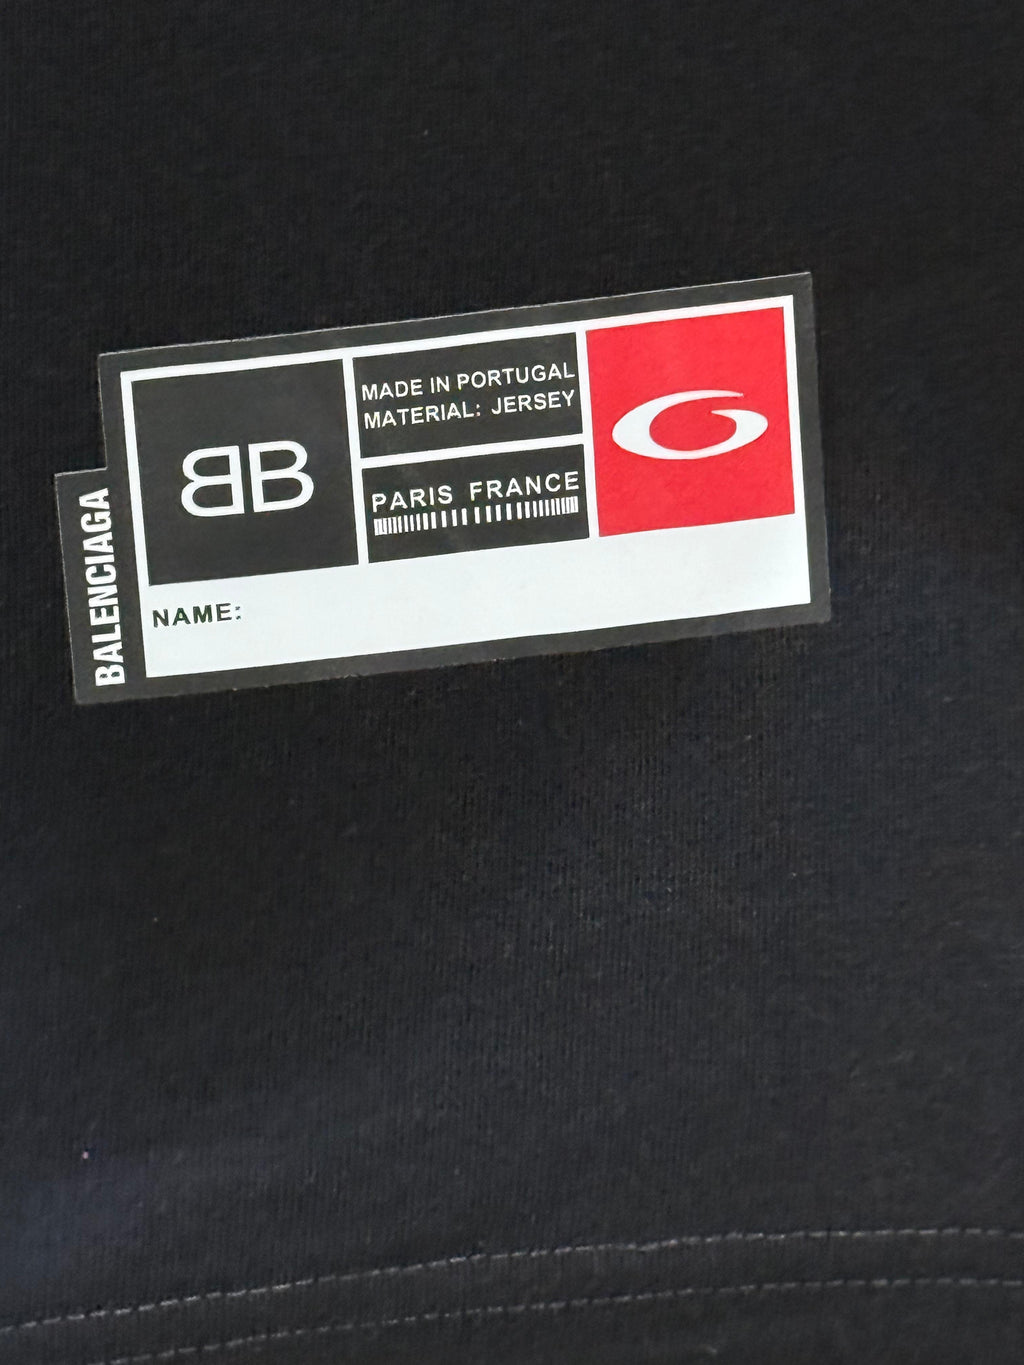 BB
MADE IN PORTUGAL
MATERIAL: JERSEY
PARIS FRANCE
BALENCIAGA
NAME: